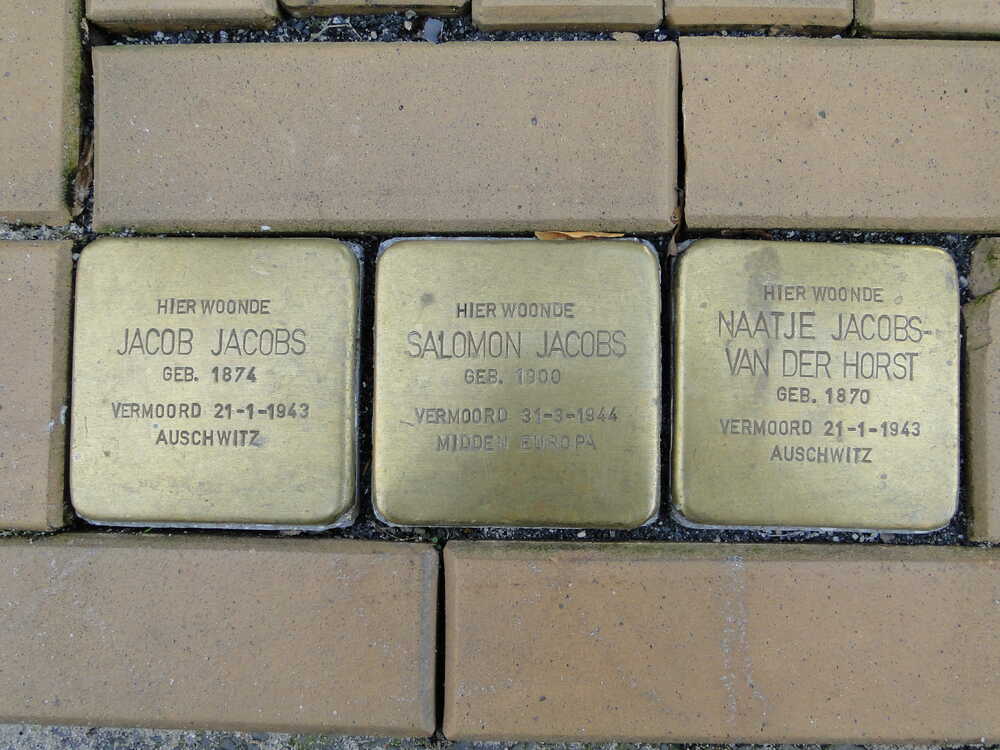 HIER WOONDE
JACOB JACOBS
GEB. 1874
VERMOORD 21-1-1943
AUSCHWITZ
HIER WOONDE
SALOMON JACOBS
GEB. 1900
VERMOORD 31-3-1944
MIDDEN EUROPA
HIER WOONDE
NAATJE JACOBS-
VAN DER HORST
GEB. 1870
VERMOORD 21-1-1943
AUSCHWITZ